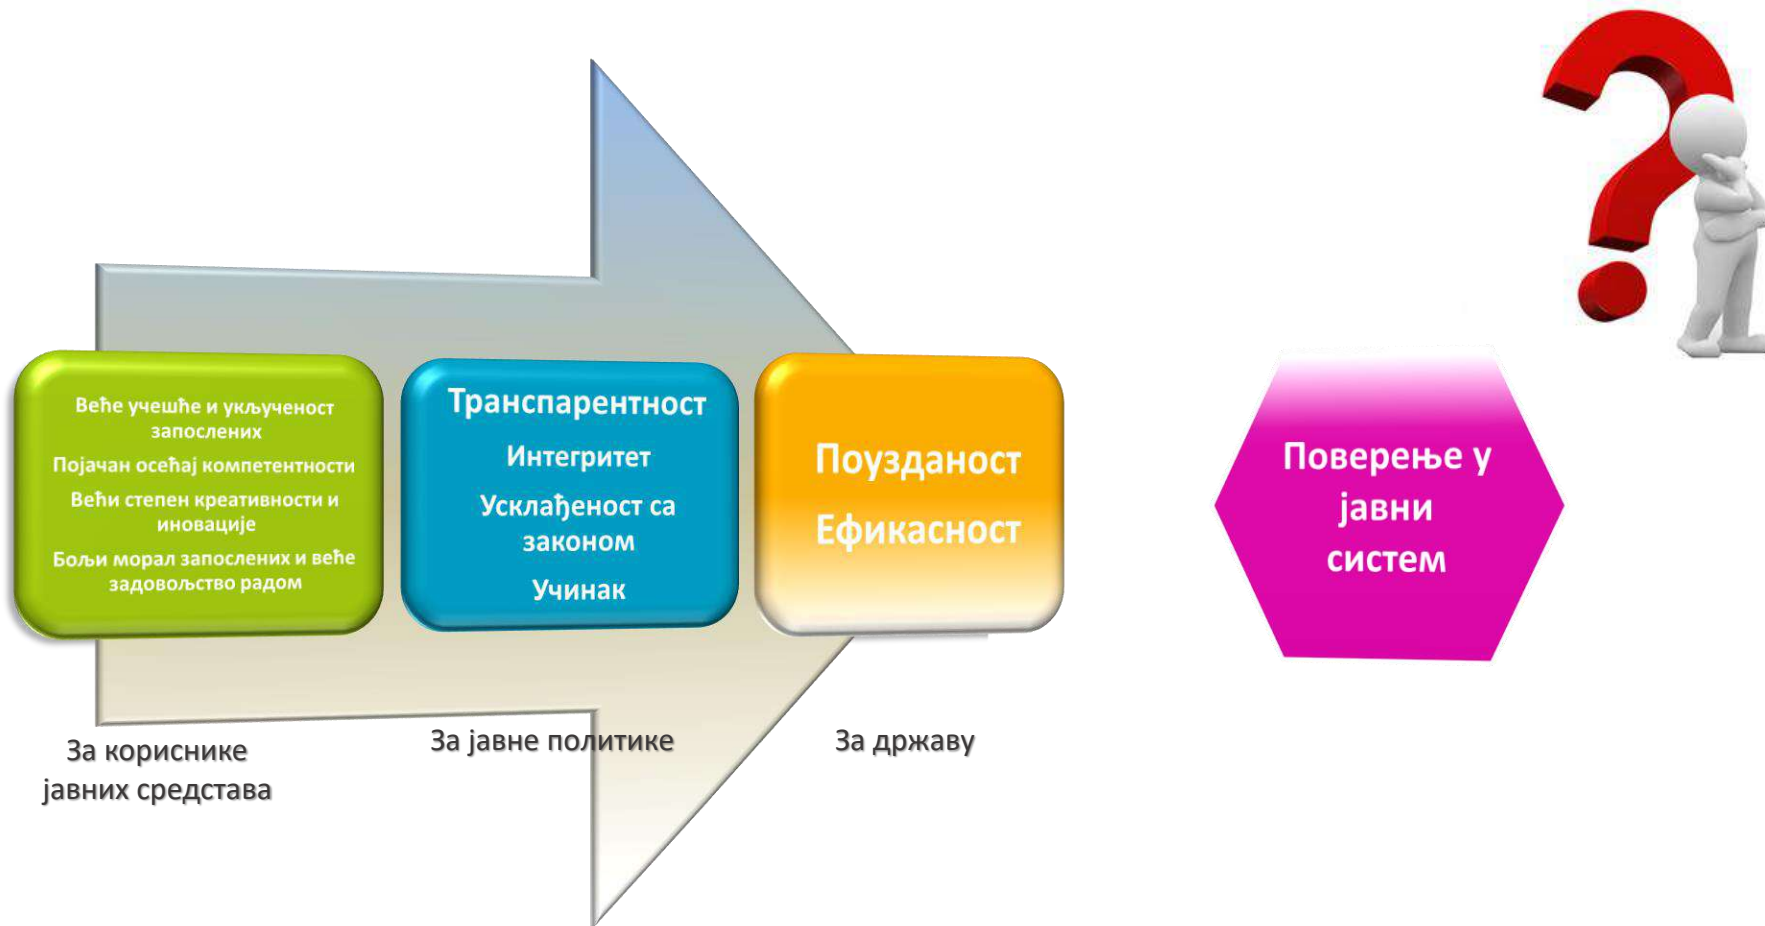 Веће учешће и укљученост
запослених
Појачан осећај компетентности
Већи степен креативности и
иновације
Бољи морал запослених и веће
задовољство радом
Транспарентност
Интегритет
Усклађеност са
законом
Учинак
Поузданост
Ефикасност
Поверење у
јавни
систем
За кориснике
јавних средстава
За јавне политике
За државу